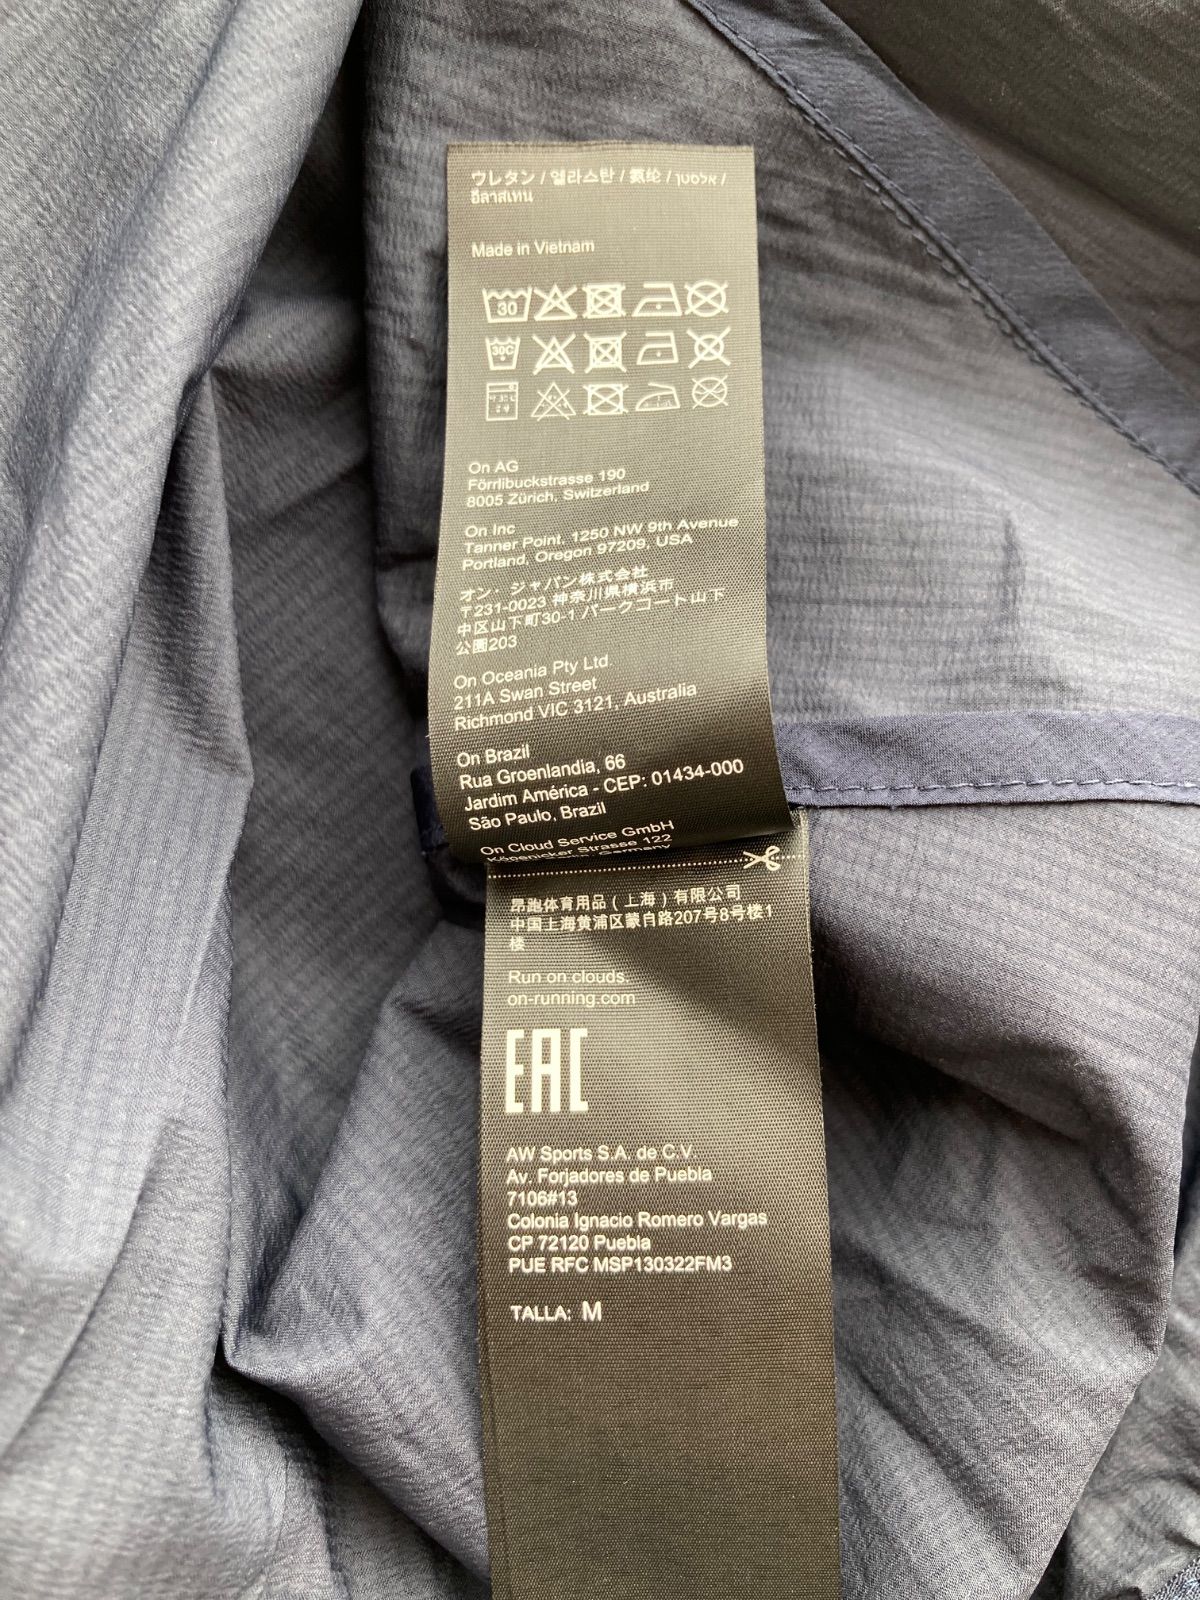 ウレタン / 엘라스탄 / 氨纶 / אלסטן /
อีลาสเทน
Made in Vietnam
30
30C
On AG
Förrlibuckstrasse 190
8005 Zürich, Switzerland
On Inc
Tanner Point, 1250 NW 9th Avenue
Portland, Oregon 97209, USA
オン・ジャパン株式会社
〒231-0023 神奈川県横浜市
中区山下町30-1 パークコート山下
公園203
On Oceania Pty Ltd.
211A Swan Street
Richmond VIC 3121, Australia
On Brazil
Rua Groenlandia, 66
Jardim América - CEP: 01434-000
São Paulo, Brazil
On Cloud Service GmbH
Köpenicker Strasse 122
Germany
昂跑体育用品（上海）有限公司
中国上海黄浦区蒙自路207号8号楼1
楼
Run on clouds.
on-running.com
EAC
AW Sports S.A. de C.V.
Av. Forjadores de Puebla
7106#13
Colonia Ignacio Romero Vargas
CP 72120 Puebla
PUE RFC MSP130322FM3
TALLA: M